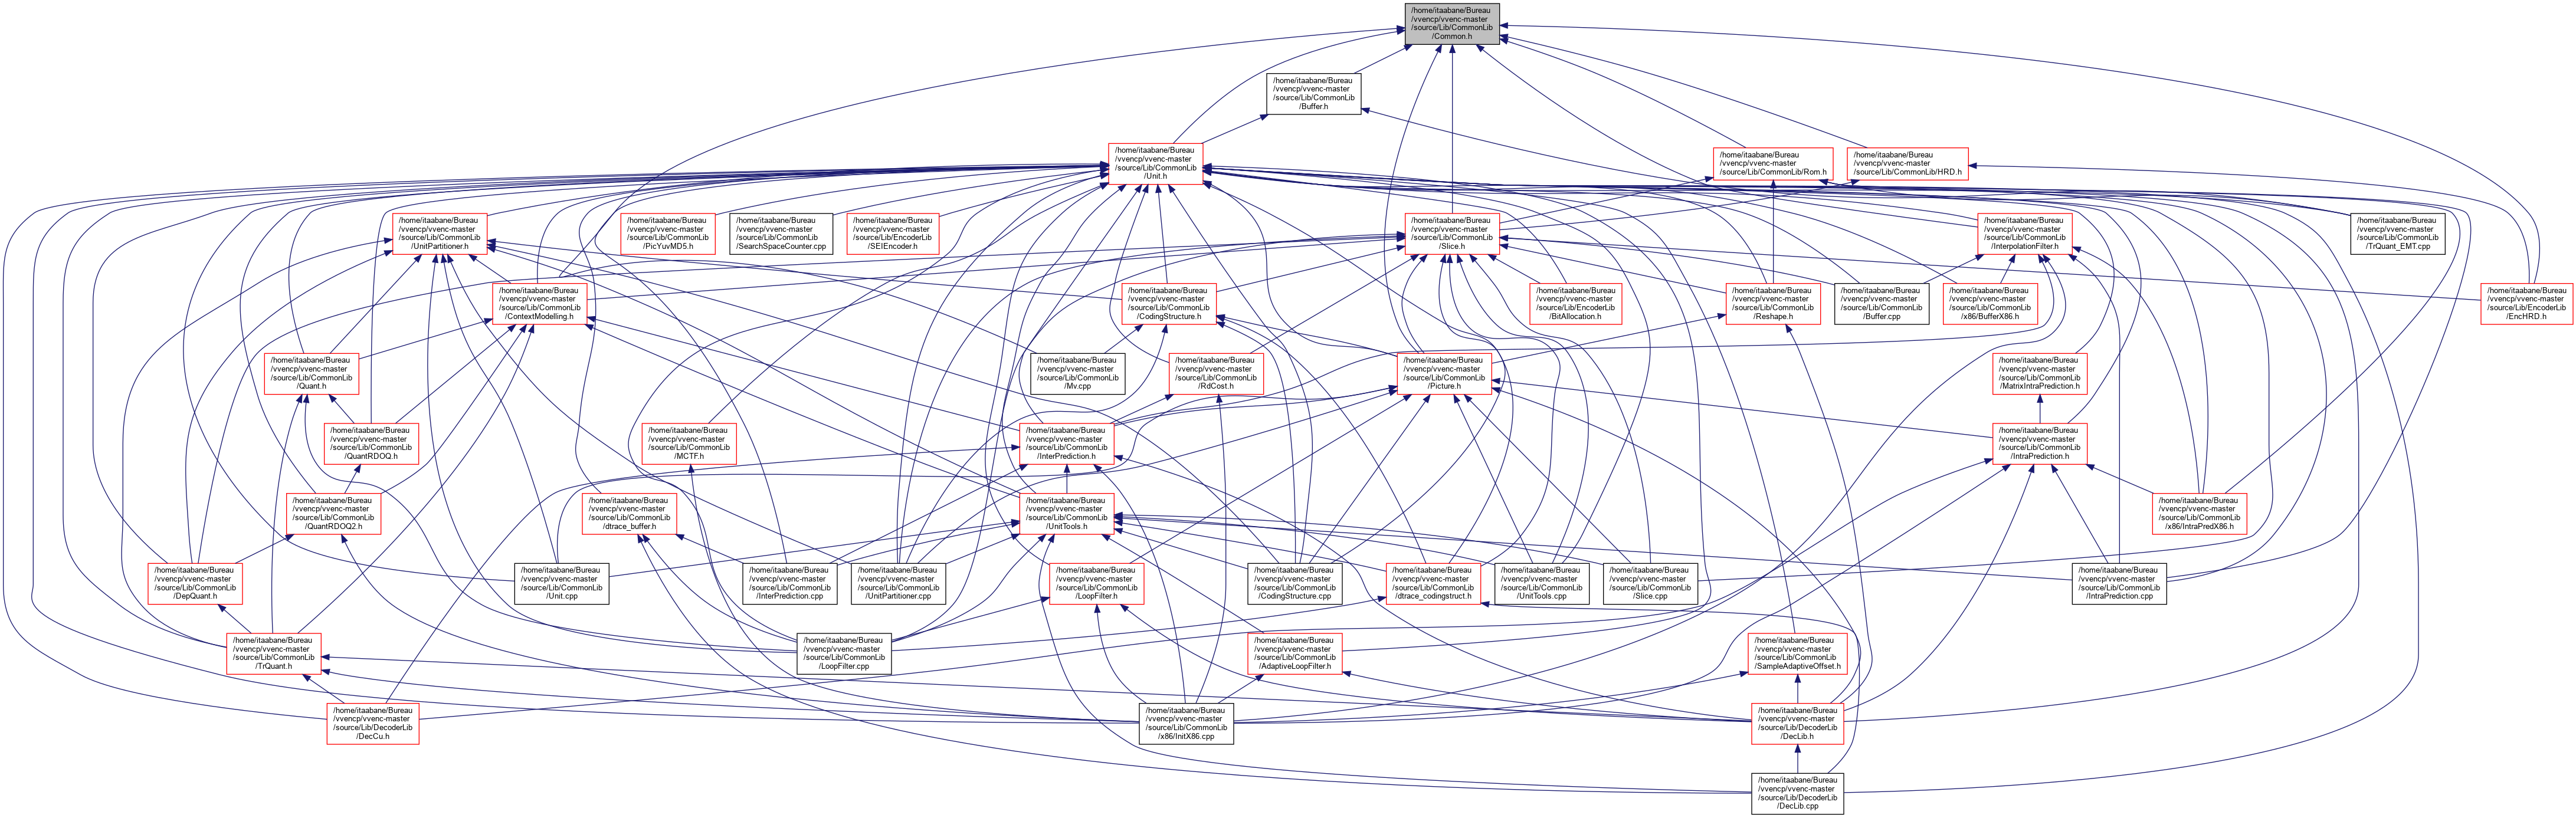 /home/itaabane/Bureau
/vvencp/vvenc-master
/source/Lib/CommonLib
/Common.h
/home/itaabane/Bureau
/vvencp/vvenc-master
/source/Lib/CommonLib
/Buffer.h
/home/itaabane/Bureau
/vvencp/vvenc-master
/source/Lib/CommonLib
/Unit.h
/home/itaabane/Bureau
/vvencp/vvenc-master
/source/Lib/CommonLib/Rom.h
/home/itaabane/Bureau
/vvencp/vvenc-master
/source/Lib/CommonLib/HRD.h
/home/itaabane/Bureau
/vvencp/vvenc-master
/source/Lib/CommonLib
/UnitPartitioner.h
/home/itaabane/Bureau
/vvencp/vvenc-master
/source/Lib/CommonLib
/PicYuvMD5.h
/home/itaabane/Bureau
/vvencp/vvenc-master
/source/Lib/CommonLib
/SearchSpaceCounter.cpp
/home/itaabane/Bureau
/vvencp/vvenc-master
/source/Lib/EncoderLib
/SEIEncoder.h
/home/itaabane/Bureau
/vvencp/vvenc-master
/source/Lib/CommonLib
/Slice.h
/home/itaabane/Bureau
/vvencp/vvenc-master
/source/Lib/CommonLib
/InterpolationFilter.h
/home/itaabane/Bureau
/vvencp/vvenc-master
/source/Lib/CommonLib
/TrQuant_EMT.cpp
/home/itaabane/Bureau
/vvencp/vvenc-master
/source/Lib/CommonLib
/ContextModelling.h
/home/itaabane/Bureau
/vvencp/vvenc-master
/source/Lib/CommonLib
/CodingStructure.h
/home/itaabane/Bureau
/vvencp/vvenc-master
/source/Lib/EncoderLib
/BitAllocation.h
/home/itaabane/Bureau
/vvencp/vvenc-master
/source/Lib/CommonLib
/Reshape.h
/home/itaabane/Bureau
/vvencp/vvenc-master
/source/Lib/CommonLib
/Buffer.cpp
/home/itaabane/Bureau
/vvencp/vvenc-master
/source/Lib/CommonLib
/x86/BufferX86.h
/home/itaabane/Bureau
/vvencp/vvenc-master
/source/Lib/EncoderLib
/EncHRD.h
/home/itaabane/Bureau
/vvencp/vvenc-master
/source/Lib/CommonLib
/Quant.h
/home/itaabane/Bureau
/vvencp/vvenc-master
/source/Lib/CommonLib
/Mv.cpp
/home/itaabane/Bureau
/vvencp/vvenc-master
/source/Lib/CommonLib
/RdCost.h
/home/itaabane/Bureau
/vvencp/vvenc-master
/source/Lib/CommonLib
/Picture.h
/home/itaabane/Bureau
/vvencp/vvenc-master
/source/Lib/CommonLib
/MatrixIntraPrediction.h
/home/itaabane/Bureau
/vvencp/vvenc-master
/source/Lib/CommonLib
/QuantRDOQ.h
/home/itaabane/Bureau
/vvencp/vvenc-master
/source/Lib/CommonLib
/MCTF.h
/home/itaabane/Bureau
/vvencp/vvenc-master
/source/Lib/CommonLib
/InterPrediction.h
/home/itaabane/Bureau
/vvencp/vvenc-master
/source/Lib/CommonLib
/IntraPrediction.h
/home/itaabane/Bureau
/vvencp/vvenc-master
/source/Lib/CommonLib
/QuantRDOQ2.h
/home/itaabane/Bureau
/vvencp/vvenc-master
/source/Lib/CommonLib
/dtrace_buffer.h
/home/itaabane/Bureau
/vvencp/vvenc-master
/source/Lib/CommonLib
/UnitTools.h
/home/itaabane/Bureau
/vvencp/vvenc-master
/source/Lib/CommonLib
/x86/IntraPredX86.h
/home/itaabane/Bureau
/vvencp/vvenc-master
/source/Lib/CommonLib
/DepQuant.h
/home/itaabane/Bureau
/vvencp/vvenc-master
/source/Lib/CommonLib
/Unit.cpp
/home/itaabane/Bureau
/vvencp/vvenc-master
/source/Lib/CommonLib
/InterPrediction.cpp
/home/itaabane/Bureau
/vvencp/vvenc-master
/source/Lib/CommonLib
/UnitPartitioner.cpp
/home/itaabane/Bureau
/vvencp/vvenc-master
/source/Lib/CommonLib
/LoopFilter.h
/home/itaabane/Bureau
/vvencp/vvenc-master
/source/Lib/CommonLib
/CodingStructure.cpp
/home/itaabane/Bureau
/vvencp/vvenc-master
/source/Lib/CommonLib
/dtrace_codingstruct.h
/home/itaabane/Bureau
/vvencp/vvenc-master
/source/Lib/CommonLib
/UnitTools.cpp
/home/itaabane/Bureau
/vvencp/vvenc-master
/source/Lib/CommonLib
/Slice.cpp
/home/itaabane/Bureau
/vvencp/vvenc-master
/source/Lib/CommonLib
/IntraPrediction.cpp
/home/itaabane/Bureau
/vvencp/vvenc-master
/source/Lib/CommonLib
/TrQuant.h
/home/itaabane/Bureau
/vvencp/vvenc-master
/source/Lib/CommonLib
/LoopFilter.cpp
/home/itaabane/Bureau
/vvencp/vvenc-master
/source/Lib/CommonLib
/AdaptiveLoopFilter.h
/home/itaabane/Bureau
/vvencp/vvenc-master
/source/Lib/CommonLib
/SampleAdaptiveOffset.h
/home/itaabane/Bureau
/vvencp/vvenc-master
/source/Lib/DecoderLib
/DecCu.h
/home/itaabane/Bureau
/vvencp/vvenc-master
/source/Lib/CommonLib
/x86/InitX86.cpp
/home/itaabane/Bureau
/vvencp/vvenc-master
/source/Lib/DecoderLib
/DecLib.h
/home/itaabane/Bureau
/vvencp/vvenc-master
/source/Lib/DecoderLib
/DecLib.cpp